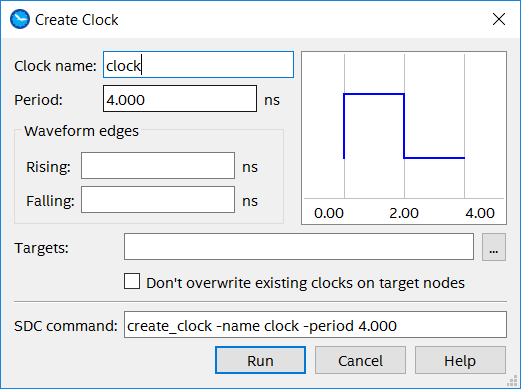 Create Clock
Clock name: clock
Period: 4.000 ns
Waveform edges
Rising: ns
Falling: ns
0.00 2.00 4.00
Targets: ...
Don't overwrite existing clocks on target nodes
SDC command: create_clock -name clock -period 4.000
Run Cancel Help